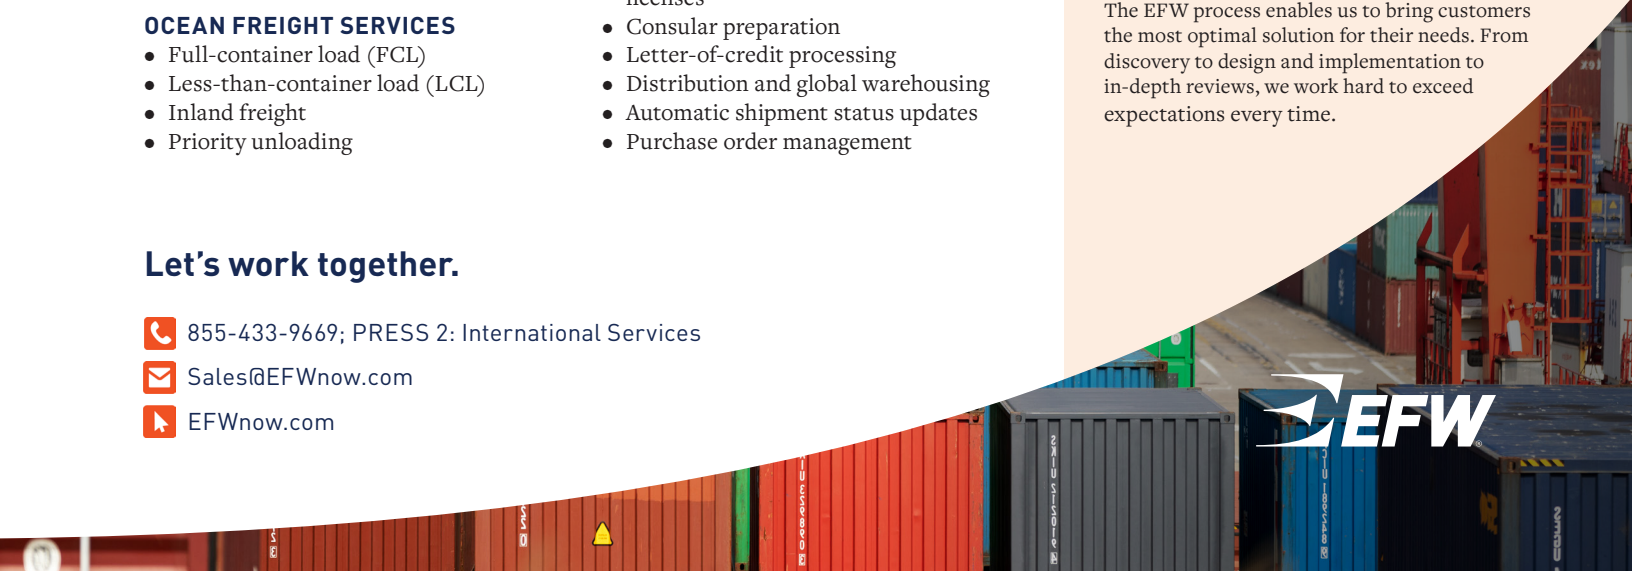 OCEAN FREIGHT SERVICES
• Full-container load (FCL)
• Less-than-container load (LCL)
• Inland freight
• Priority unloading
licenses
• Consular preparation
• Letter-of-credit processing
• Distribution and global warehousing
• Automatic shipment status updates
• Purchase order management
The EFW process enables us to bring customers
the most optimal solution for their needs. From
discovery to design and implementation to
in-depth reviews, we work hard to exceed
expectations every time.
Let's work together.
855-433-9669; PRESS 2: International Services
Sales@EFWnow.com
EFWnow.com
EFW®